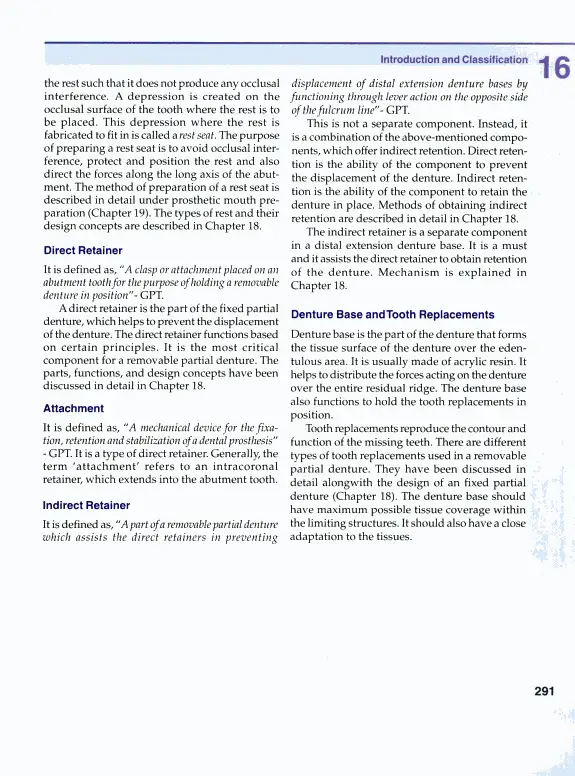 Introduction and Classification
16
the rest such that it does not produce any occlusal
interference. A depression is created on the
occlusal surface of the tooth where the rest is to
be placed. This depression where the rest is
fabricated to fit in is called a rest seat. The purpose
of preparing a rest seat is to avoid occlusal inter-
ference, protect and position the rest and also
direct the forces along the long axis of the abut-
ment. The method of preparation of a rest seat is
described in detail under prosthetic mouth pre-
paration (Chapter 19). The types of rest and their
design concepts are described in Chapter 18.
Direct Retainer
It is defined as, "A clasp or attachment placed on an
abutment tooth for the purpose of holding a removable
denture in position"- GPT.
A direct retainer is the part of the fixed partial
denture, which helps to prevent the displacement
of the denture. The direct retainer functions based
on certain principles. It is the most critical
component for a removable partial denture. The
parts, functions, and design concepts have been
discussed in detail in Chapter 18.
Attachment
It is defined as, "A mechanical device for the fixa-
tion, retention and stabilization of a dental prosthesis"
- GPT. It is a type of direct retainer. Generally, the
term 'attachment' refers to an intracoronal
retainer, which extends into the abutment tooth.
Indirect Retainer
It is defined as, "A part of a removable partial denture
which assists the direct retainers in preventing
displacement of distal extension denture bases by
functioning through lever action on the opposite side
of the fulcrum line"- GPT.
This is not a separate component. Instead, it
is a combination of the above-mentioned compo-
nents, which offer indirect retention. Direct reten-
tion is the ability of the component to prevent
the displacement of the denture. Indirect reten-
tion is the ability of the component to retain the
denture in place. Methods of obtaining indirect
retention are described in detail in Chapter 18.
The indirect retainer is a separate component
in a distal extension denture base. It is a must
and it assists the direct retainer to obtain retention
of the denture. Mechanism is explained in
Chapter 18.
Denture Base and Tooth Replacements
Denture base is the part of the denture that forms
the tissue surface of the denture over the eden-
tulous area. It is usually made of acrylic resin. It
helps to distribute the forces acting on the denture
over the entire residual ridge. The denture base
also functions to hold the tooth replacements in
position.
Tooth replacements reproduce the contour and
function of the missing teeth. There are different
types of tooth replacements used in a removable
partial denture. They have been discussed in
detail alongwith the design of an fixed partial
denture (Chapter 18). The denture base should
have maximum possible tissue coverage within
the limiting structures. It should also have a close
adaptation to the tissues.
291